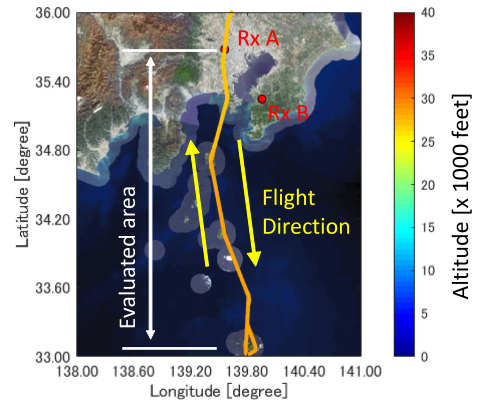 36.00
35.40
34.80
34.20
33.60
33.00
Latitude [degree]
138.00 138.60 139.20 139.80 140.40 141.00
Longitude [degree]
Rx A
Rx B
Evaluated area
Flight
Direction
40
35
30
25
20
15
10
5
0
Altitude [x 1000 feet]